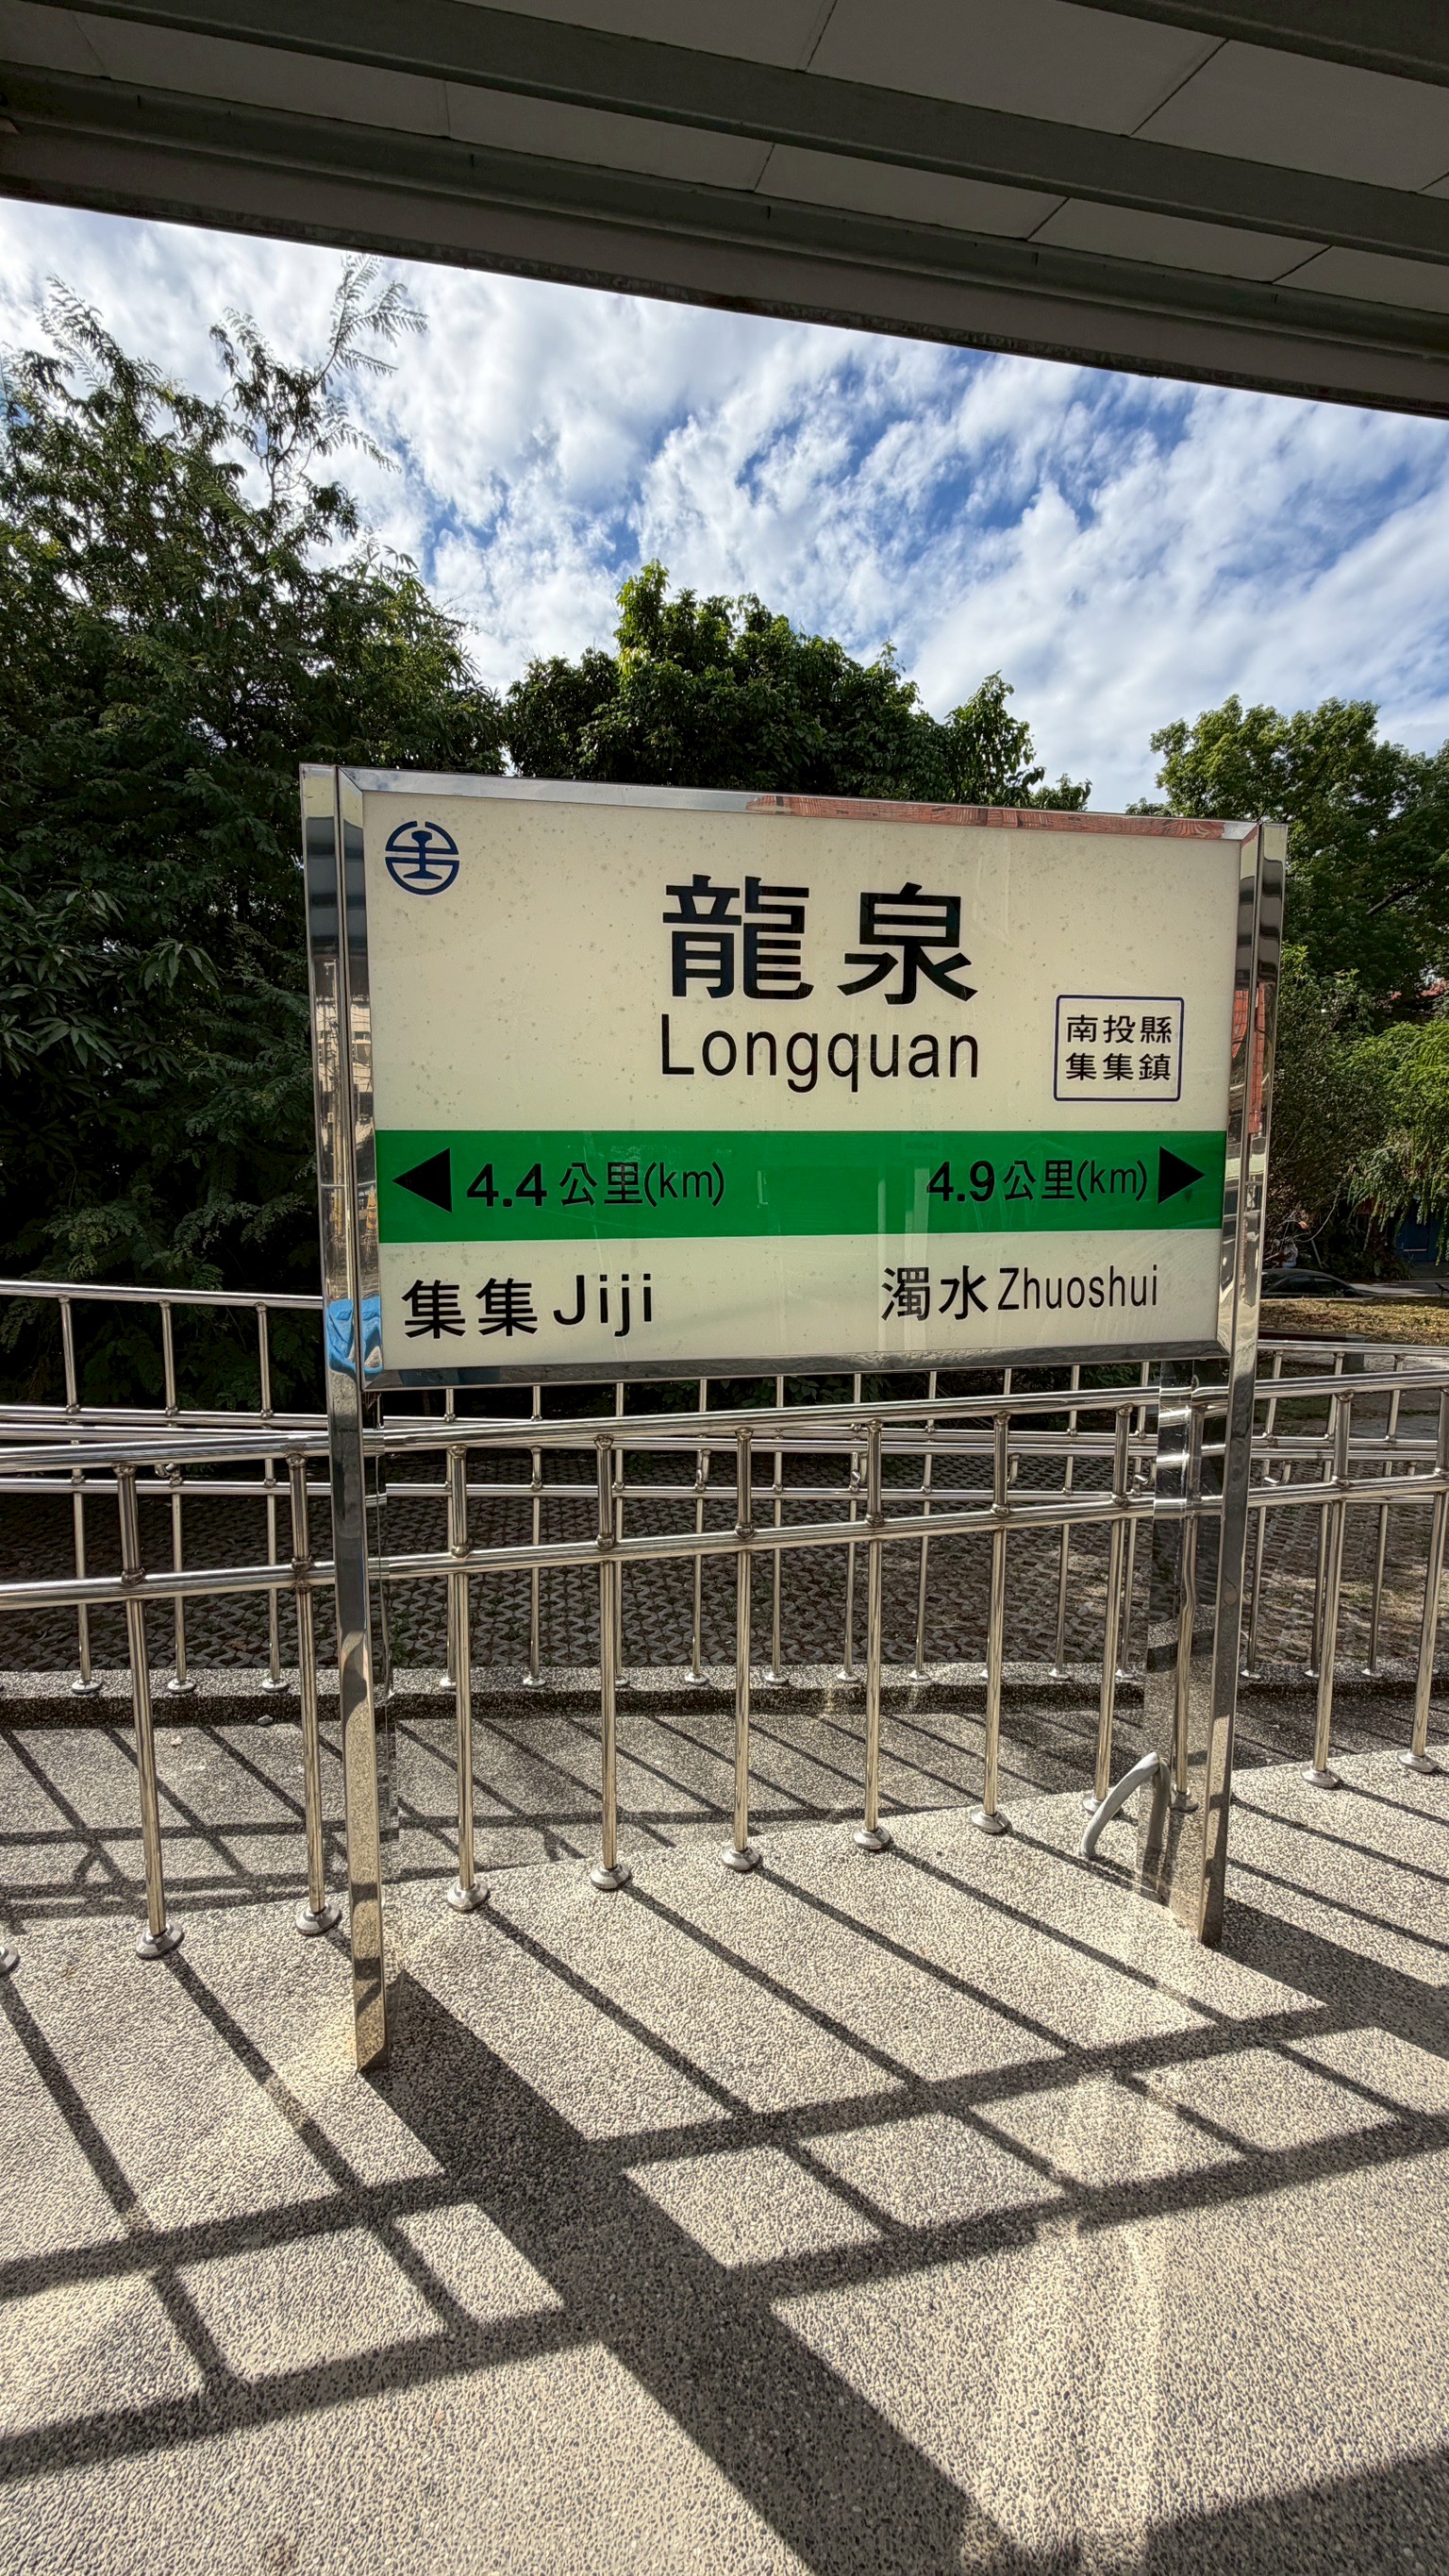 龍泉
Longquan
南投縣
集集鎮
4.4公里(km)
4.9公里(km)
集集 Jiji
濁水 Zhuoshui